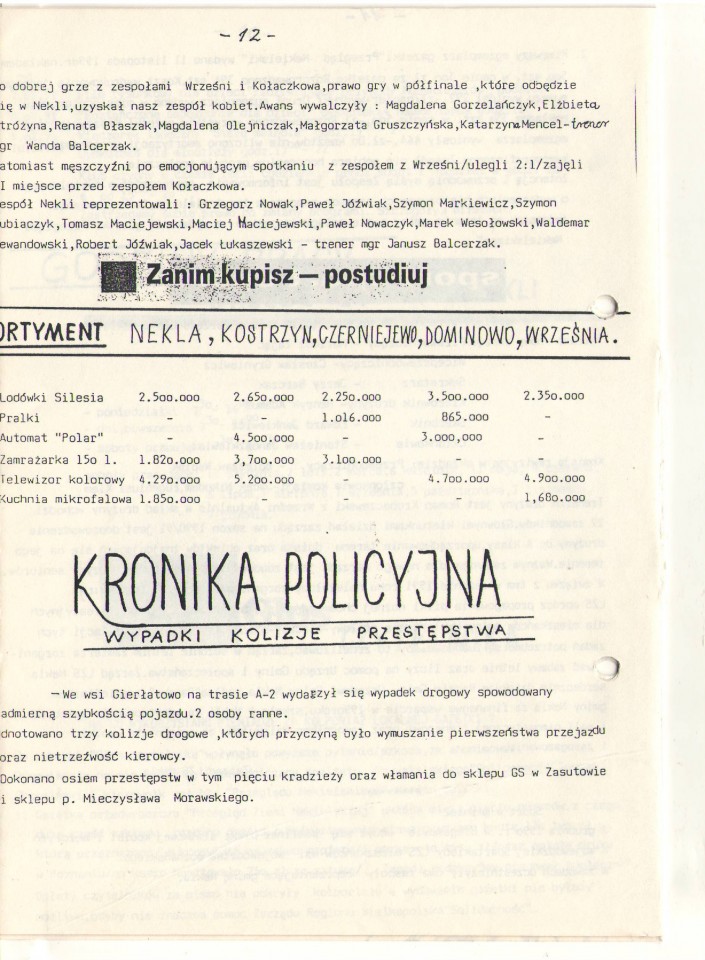 - 12 -
o dobrej grze z zespołami Wrześni i Kołaczkowa,prawo gry w półfinale ,które odbędzie
ię w Nekli,uzyskał nasz zespół kobiet.Awans wywalczyły : Magdalena Gorzelańczyk,Elżbieta
tróżyna,Renata Błaszak,Magdalena Olejniczak,Małgorzata Gruszczyńska,Katarzyna Mencel-trener
gr Wanda Balcerzak.
atomiast męszczyźni po emocjonującym spotkaniu z zespołem z Wrześni/ulegli 2:1/zajęli
I miejsce przed zespołem Kołaczkowa.
espół Nekli reprezentowali : Grzegorz Nowak,Paweł Jóźwiak,Szymon Markiewicz,Szymon
ubiaczyk,Tomasz Maciejewski,Maciej Maciejewski,Paweł Nowaczyk,Marek Wesołowski,Waldemar
ewandowski,Robert Jóźwiak,Jacek Łukaszewski - trener mgr Janusz Balcerzak.
Zanim kupisz — postudiuj
ORTYMENT NEKLA, KOSTRZYN, CZERNIEJEWO, DOMINOWO, WRZEŚNIA.
Lodówki Silesia 2.5oo.ooo 2.65o.ooo 2.25o.ooo 3.5oo.ooo 2.35o.ooo
Pralki - - 1.o16.ooo 865.ooo -
Automat "Polar" - 4.5oo.ooo - 3.ooo,ooo -
Zamrażarka 15o l. 1.82o.ooo 3,7oo.ooo 3.1oo.ooo - -
Telewizor kolorowy 4.29o.ooo 5.2oo.ooo - 4.7oo.ooo 4.9oo.ooo
Kuchnia mikrofalowa 1.85o.ooo - - - 1,68o.ooo
KRONIKA POLICYJNA
WYPADKI KOLIZJE PRZESTĘPSTWA
—We wsi Gierłatowo na trasie A-2 wydarzył się wypadek drogowy spowodowany
admierną szybkością pojazdu.2 osoby ranne.
dnotowano trzy kolizje drogowe ,których przyczyną było wymuszanie pierwszeństwa przejazdu
oraz nietrzeźwość kierowcy.
Dokonano osiem przestępstw w tym pięciu kradzieży oraz włamania do sklepu GS w Zasutowie
i sklepu p. Mieczysława Morawskiego.